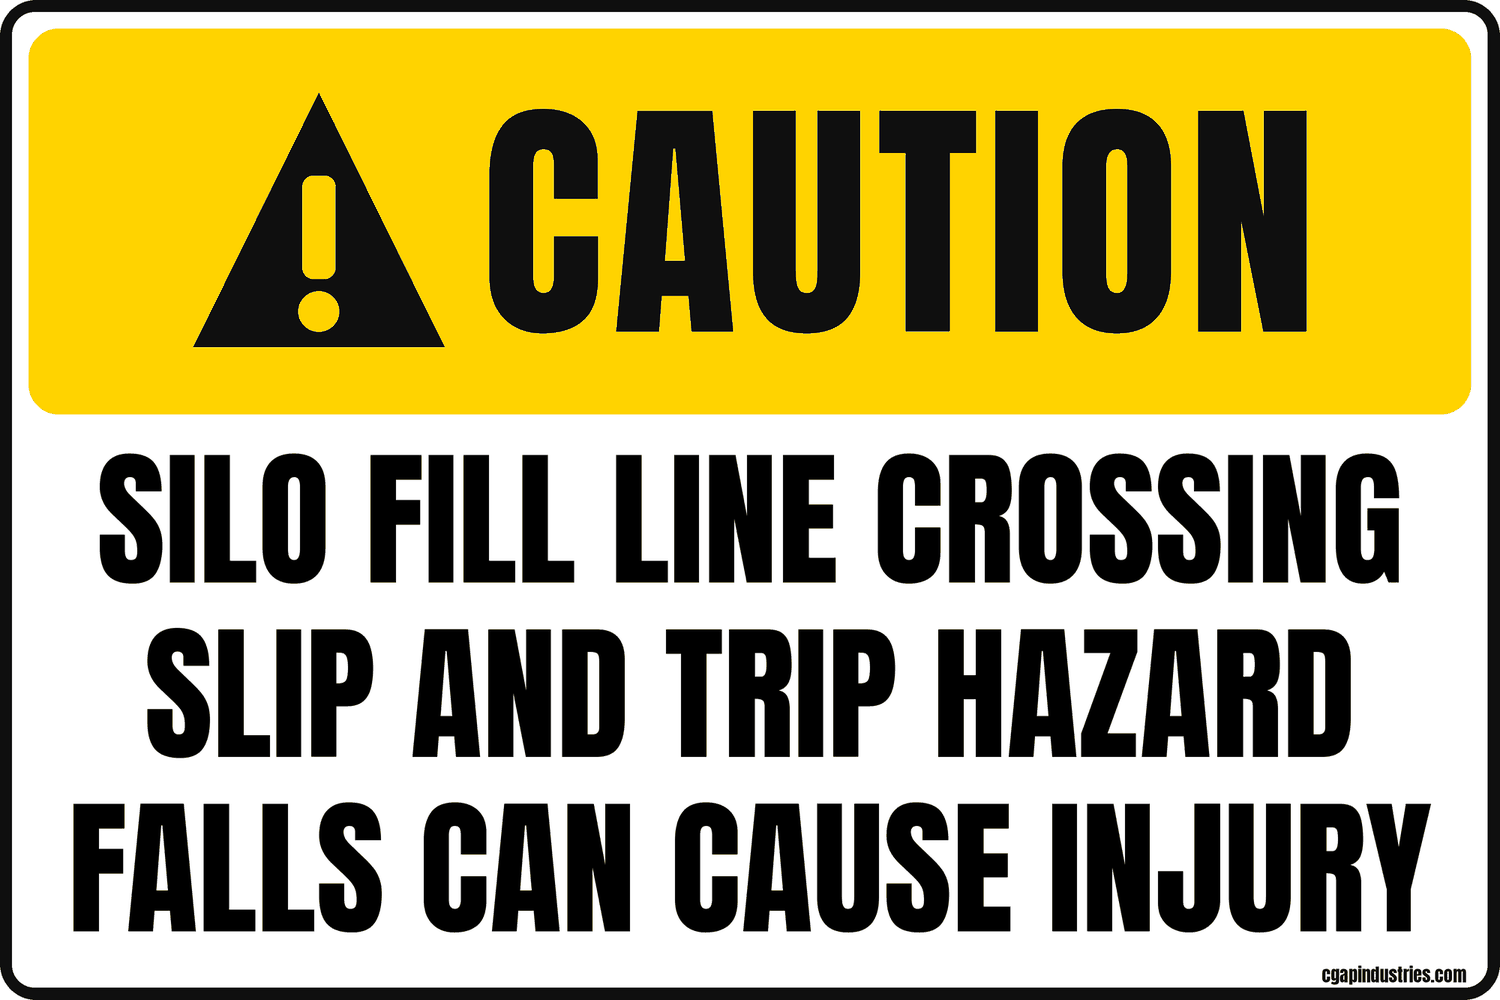 CAUTION
SILO FILL LINE CROSSING
SLIP AND TRIP HAZARD
FALLS CAN CAUSE INJURY
cgapindustries.com